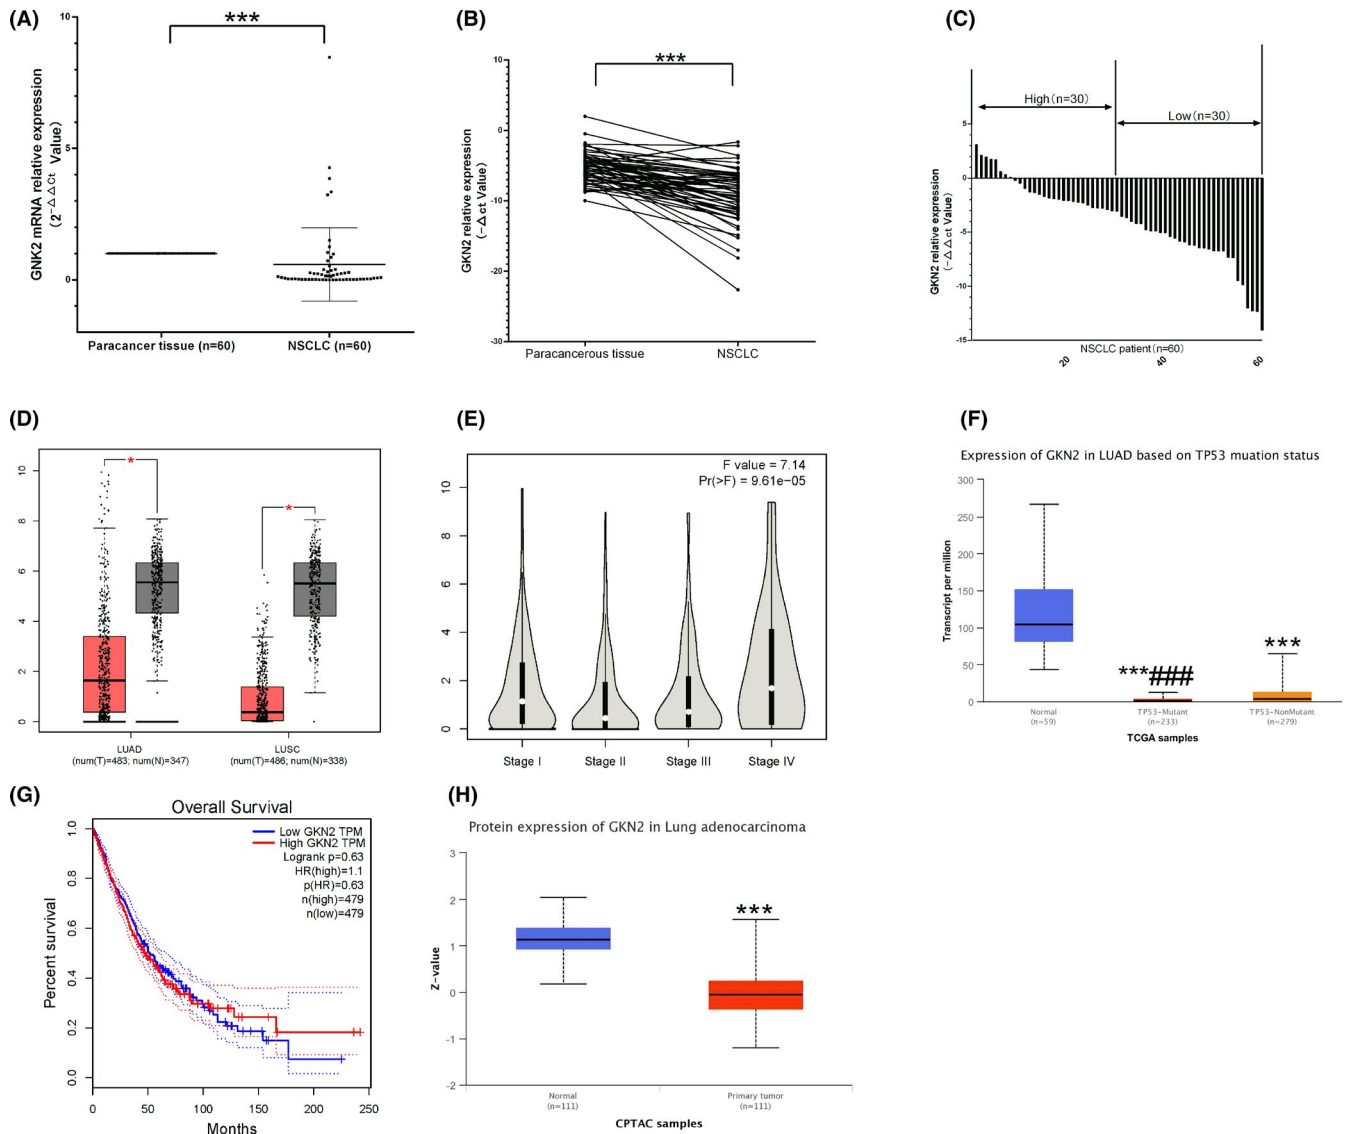 (A)
10
5
0
***
GNK2 mRNA relative expression
(2^-△△Ct Value)
Paracancer tissue (n=60)
NSCLC (n=60)
(B)
10
0
-10
-20
-30
***
GKN2 relative expression
(-△ct Value)
Paracancerous tissue
NSCLC
(C)
High(n=30)
Low(n=30)
5
0
-5
-10
-15
GKN2 relative expression
(-△△ct Value)
NSCLC patient(n=60)
20
40
60
(D)
10
8
6
4
2
0
*
*
LUAD
(num(T)=483; num(N)=347)
LUSC
(num(T)=486; num(N)=338)
(E)
F value = 7.14
Pr(>F) = 9.61e-05
10
8
6
4
2
0
Stage I
Stage II
Stage III
Stage IV
(F)
Expression of GKN2 in LUAD based on TP53 muation status
Transcript per million
300
250
200
150
100
50
0
***###
***
Normal
(n=59)
TP53-Mutant
(n=233)
TP53-NonMutant
(n=279)
TCGA samples
(G)
Overall Survival
Low GKN2 TPM
High GKN2 TPM
Logrank p=0.63
HR(high)=1.1
p(HR)=0.63
n(high)=479
n(low)=479
Percent survival
1.0
0.8
0.6
0.4
0.2
0.0
0
50
100
150
200
250
Months
(H)
Protein expression of GKN2 in Lung adenocarcinoma
Z-value
3
2
1
0
-1
-2
***
Normal
(n=111)
Primary tumor
(n=111)
CPTAC samples